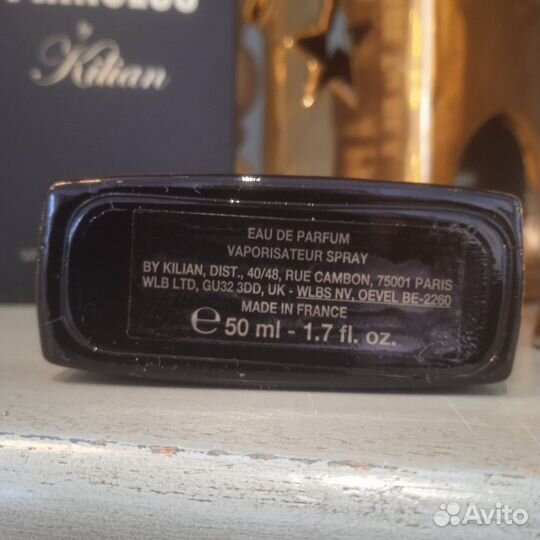 by
Kilian
EAU DE PARFUM
VAPORISATEUR SPRAY
BY KILIAN, DIST., 40/48, RUE CAMBON, 75001 PARIS
WLB LTD, GU32 3DD, UK - WLBS NV, OEVEL BE-2260
MADE IN FRANCE
℮ 50 ml - 1.7 fl. oz.
Avito